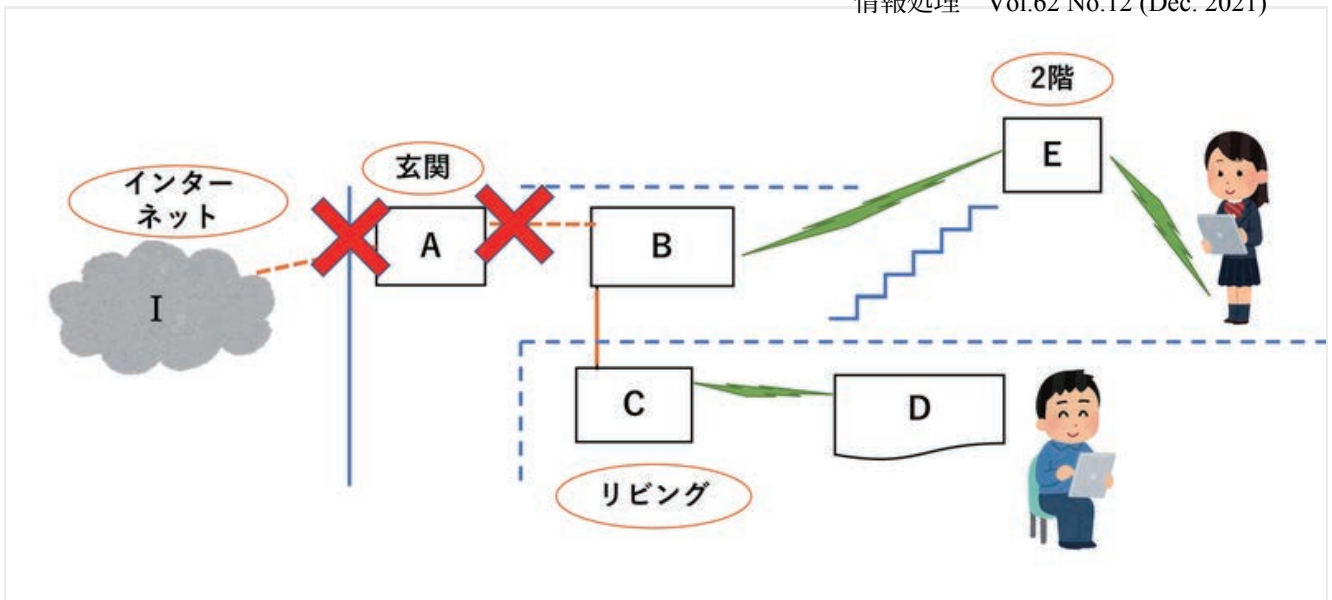 情報処理 Vol.62 No.12 (Dec. 2021)
2階
E
玄関
インター
ネット
A
B
I
C
D
リビング